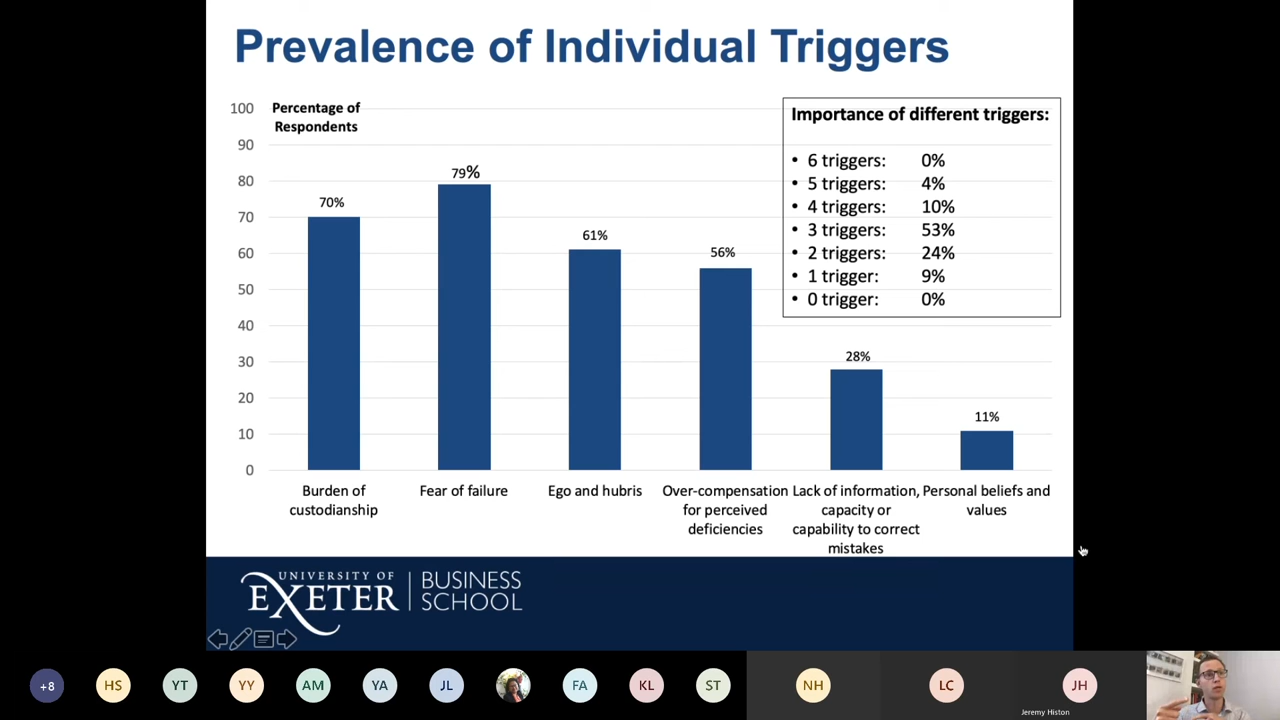 Prevalence of Individual Triggers
Percentage of
Respondents
100
90
80
70
60
50
40
30
20
10
0
70%
79%
61%
56%
28%
11%
Importance of different triggers:
• 6 triggers: 0%
• 5 triggers: 4%
• 4 triggers: 10%
• 3 triggers: 53%
• 2 triggers: 24%
• 1 trigger: 9%
• 0 trigger: 0%
Burden of
custodianship
Fear of failure
Ego and hubris
Over-compensation
for perceived
deficiencies
Lack of information,
capacity or
capability to correct
mistakes
Personal beliefs and
values
UNIVERSITY OF
EXETER
BUSINESS
SCHOOL
+8
HS
YT
YY
AM
YA
JL
FA
KL
ST
NH
LC
JH
Jeremy Histon